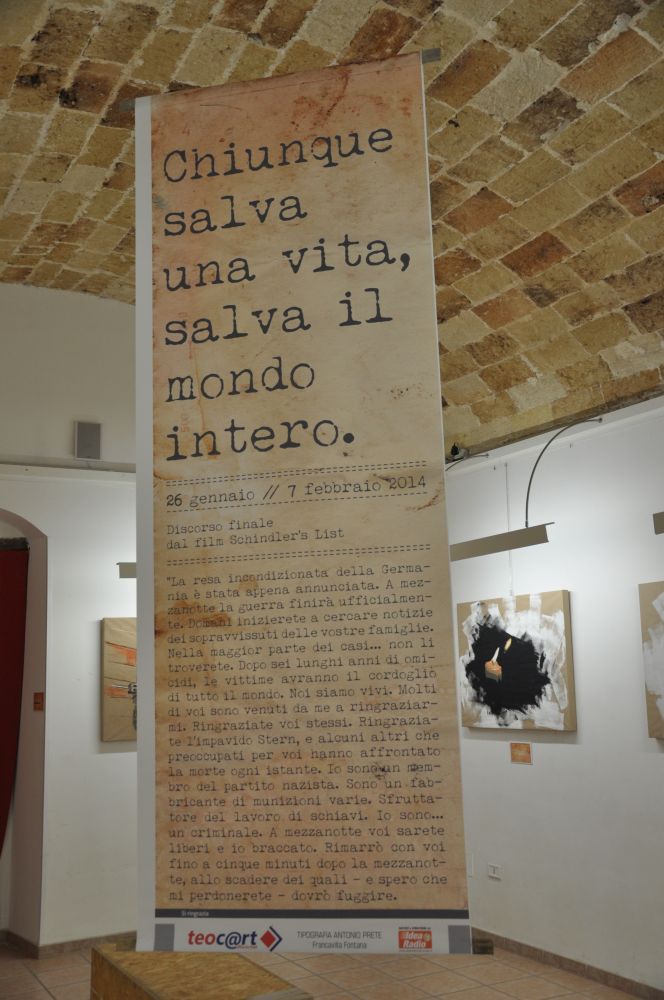 Chiunque
salva
una vita,
salva il
mondo
intero.
26 gennaio // 7 febbraio 2014
Discorso finale
dal film Schindler's List
"La resa incondizionata della Germa-
nia è stata appena annunciata. A mez-
zanotte la guerra finirà ufficialmen-
te. Domani inizierete a cercare notizie
dei sopravvissuti delle vostre famiglie.
Nella maggior parte dei casi... non li
troverete. Dopo sei lunghi anni di omi-
cidi, le vittime avranno il cordoglio
di tutto il mondo. Noi siamo vivi. Molti
di voi sono venuti da me a ringraziar-
mi. Ringraziate voi stessi. Ringrazia-
te l'impavido Stern, e alcuni altri che
preoccupati per voi hanno affrontato
la morte ogni istante. Io sono un mem-
bro del partito nazista. Sono un fab-
bricante di munizioni varie. Sfrutta-
tore del lavoro di schiavi. Io sono...
un criminale. A mezzanotte voi sarete
liberi e io braccato. Rimarrò con voi
fino a cinque minuti dopo la mezzanot-
te, allo scadere dei quali - e spero che
mi perdonerete - dovrò fuggire.
Si ringrazia
teoc@rt
TIPOGRAFIA ANTONIO PRETE
Francavilla Fontana
Idea
Radio